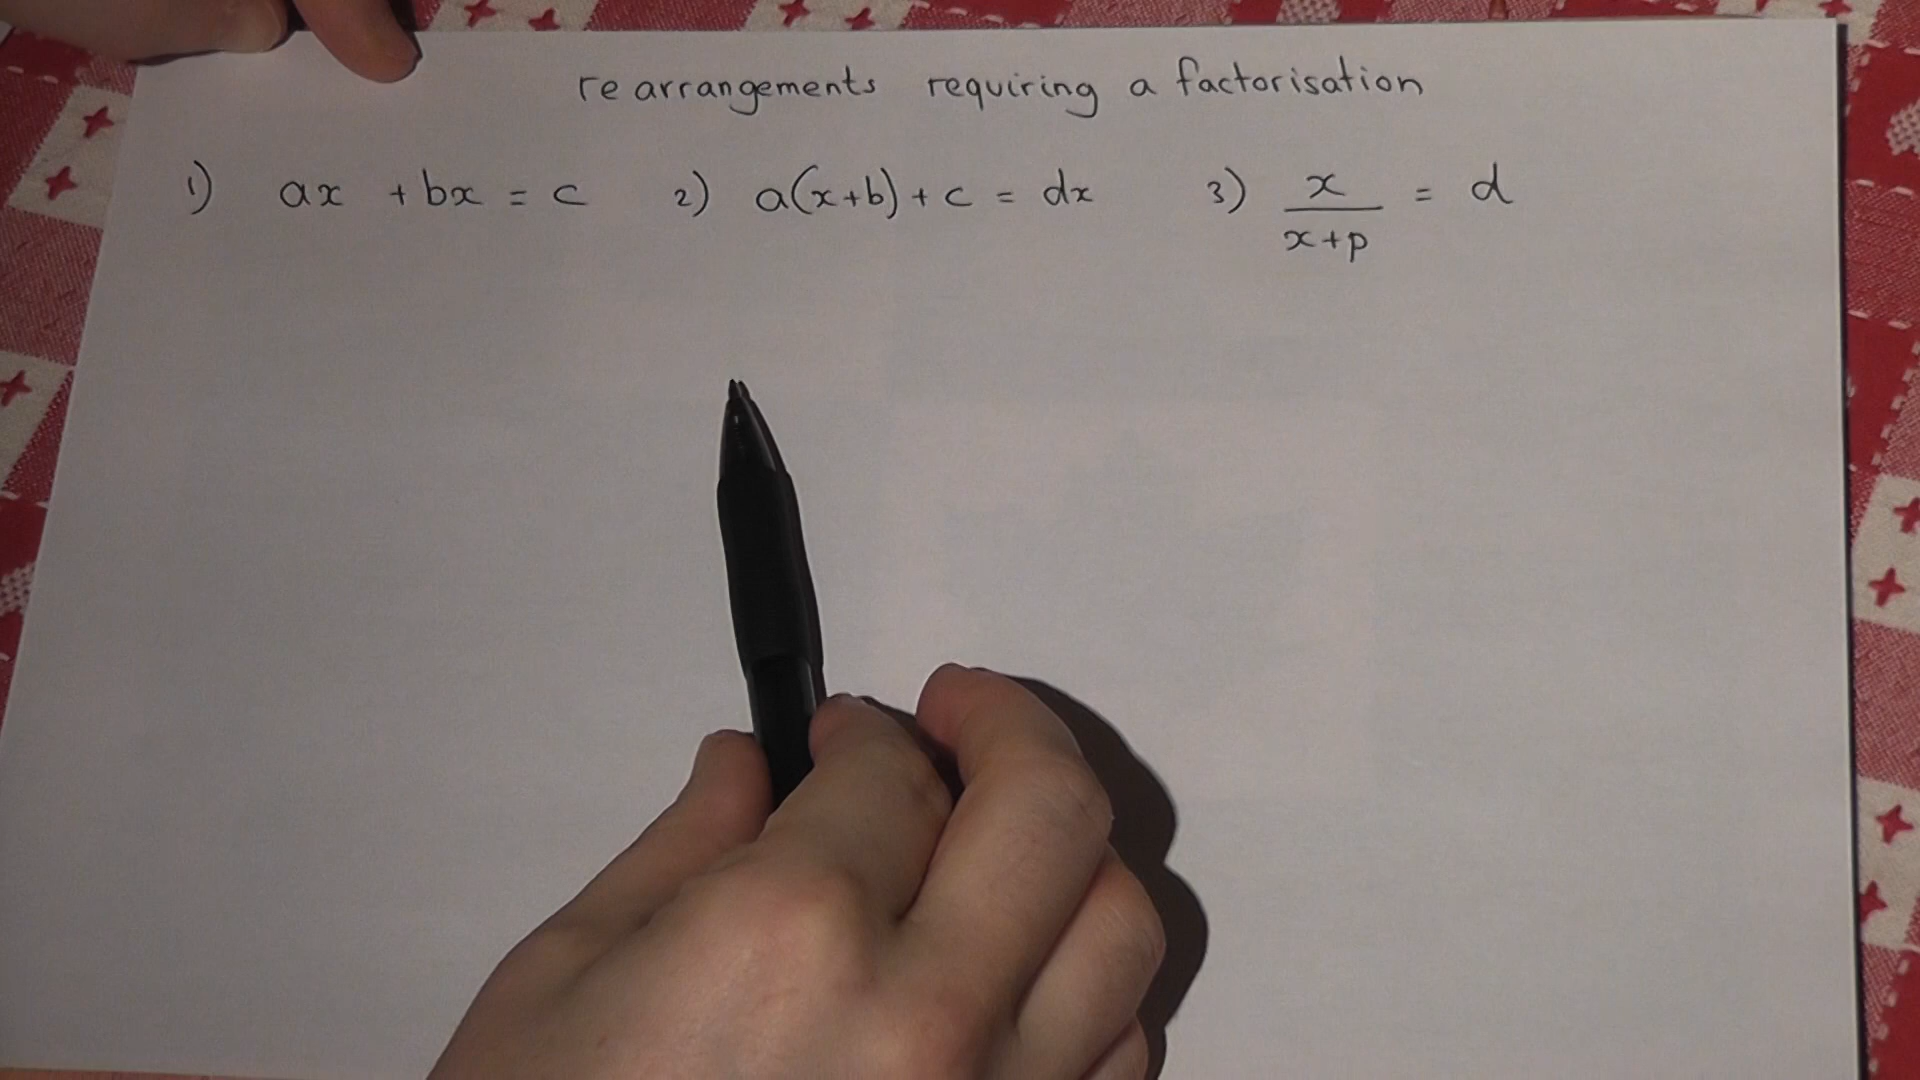 rearrangements requiring a factorisation
1) ax + bx = c 2) a(x+b) + c = dx 3) x/(x+p) = d